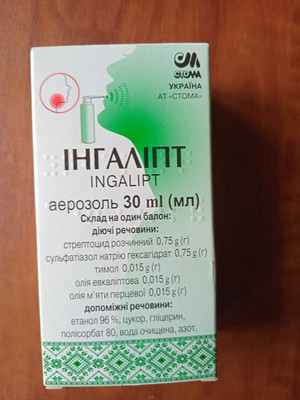 СТОМА
УКРАЇНА
АТ «СТОМА»
ІНГАЛІПТ
INGALIPT
аерозоль 30 ml (мл)
Склад на один балон:
діючі речовини:
стрептоцид розчинний 0,75 g (г)
сульфатіазол натрію гексагідрат 0,75 g (г)
тимол 0,015 g (г)
олія евкаліптова 0,015 g (г)
олія м'яти перцевої 0,015 g (г)
допоміжні речовини:
етанол 96 %, цукор, гліцерин,
полісорбат 80, вода очищена, азот.